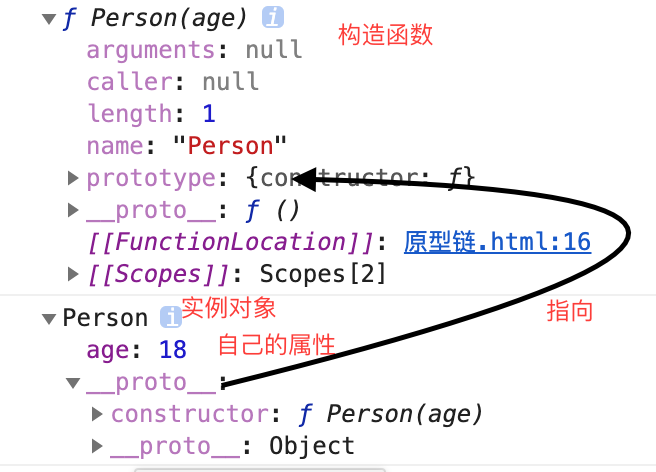 ƒ Person(age) i
构造函数
arguments: null
caller: null
length: 1
name: "Person"
prototype: {constructor: ƒ}
__proto__: ƒ ()
[[FunctionLocation]]: 原型链.html:16
[[Scopes]]: Scopes[2]
Person i 实例对象
指向
age: 18 自己的属性
__proto__:
constructor: ƒ Person(age)
__proto__: Object